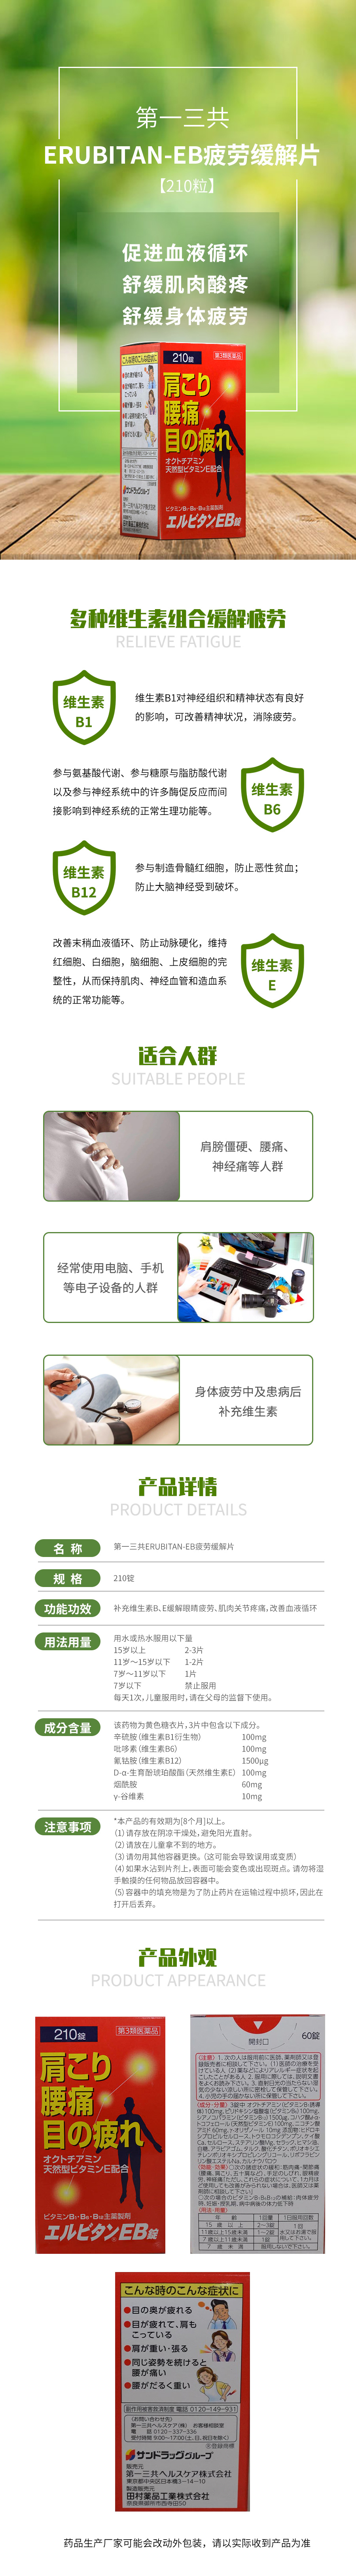 第一三共
ERUBITAN-EB疲劳缓解片
【210粒】
促进血液循环
舒缓肌肉酸疼
舒缓身体疲劳
210錠
第3類医薬品
肩こり
腰痛
目の疲れ
オクトチアミン
天然型ビタミンE配合
ビタミンB1・B6・B12主薬製剤
エルビタンEB錠
多种维生素组合缓解疲劳
RELIEVE FATIGUE
维生素
B1
维生素B1对神经组织和精神状态有良好
的影响，可改善精神状况，消除疲劳。
参与氨基酸代谢、参与糖原与脂肪酸代谢
以及参与神经系统中的许多酶促反应而间
接影响到神经系统的正常生理功能等。
维生素
B6
维生素
B12
参与制造骨髓红细胞，防止恶性贫血；
防止大脑神经受到破坏。
改善末梢血液循环、防止动脉硬化，维持
红细胞、白细胞，脑细胞、上皮细胞的完
整性，从而保持肌肉、神经血管和造血系
统的正常功能等。
维生素
E
适合人群
SUITABLE PEOPLE
肩膀僵硬、腰痛、
神经痛等人群
经常使用电脑、手机
等电子设备的人群
身体疲劳中及患病后
补充维生素
产品详情
PRODUCT DETAILS
名 称
第一三共ERUBITAN-EB疲劳缓解片
规 格
210锭
功能功效
补充维生素B、E缓解眼睛疲劳、肌肉关节疼痛，改善血液循环
用法用量
用水或热水服用以下量
15岁以上 2-3片
11岁～15岁以下 1-2片
7岁～11岁以下 1片
7岁以下 禁止服用
每天1次，儿童服用时，请在父母的监督下使用。
成分含量
该药物为黄色糖衣片，3片中包含以下成分。
辛硫胺（维生素B1衍生物） 100mg
吡哆素（维生素B6） 100mg
氰钴胺（维生素B12） 1500μg
D-α-生育酚琥珀酸酯（天然维生素E） 100mg
烟酰胺 60mg
γ-谷维素 10mg
注意事项
*本产品的有效期为[8个月]以上。
（1）请存放在阴凉干燥处，避免阳光直射。
（2）请放在儿童拿不到的地方。
（3）请勿用其他容器更换。（这可能会导致误用或变质）
（4）如果水沾到片剂上，表面可能会变色或出现斑点。请勿将湿
手触摸的任何物品放回容器中。
（5）容器中的填充物是为了防止药片在运输过程中损坏，因此在
打开后丢弃。
产品外观
PRODUCT APPEARANCE
210錠
第3類医薬品
肩こり
腰痛
目の疲れ
オクトチアミン
天然型ビタミンE配合
ビタミンB1・B6・B12主薬製剤
エルビタンEB錠
開封口
60錠
こんな時のこんな症状に
●目の奥が疲れる
●目が疲れて、肩も
こっている
●肩が重い・張る
●同じ姿勢を続けると
腰が痛い
●腰がだるく重い
副作用被害救済制度 電話 0120-149-931
サンドラッググループ
販売元
第一三共ヘルスケア株式会社
東京都中央区日本橋3-14-10
製造販売元
田村薬品工業株式会社
药品生产厂家可能会改动外包装，请以实际收到产品为准